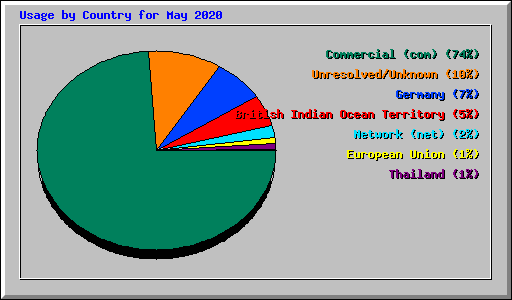 Usage by Country for May 2020
Commercial (com) (74%)
Unresolved/Unknown (10%)
Germany (7%)
British Indian Ocean Territory (5%)
Network (net) (2%)
European Union (1%)
Thailand (1%)